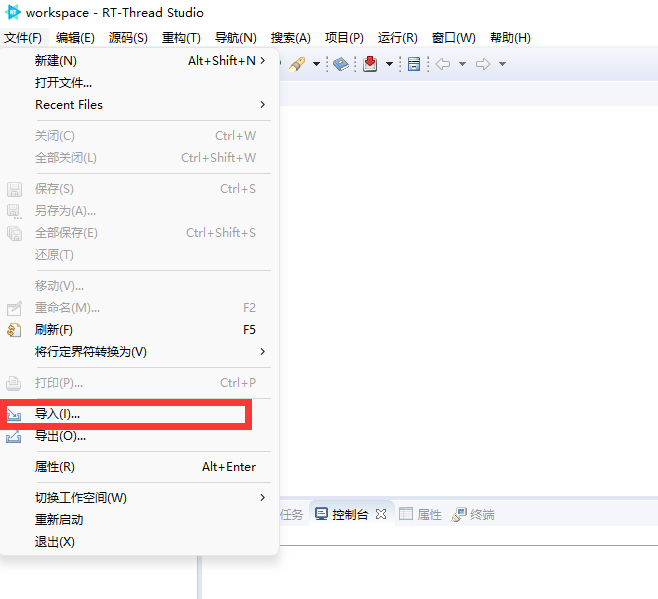 workspace - RT-Thread Studio
文件(F) 编辑(E) 源码(S) 重构(T) 导航(N) 搜索(A) 项目(P) 运行(R) 窗口(W) 帮助(H)
新建(N) Alt+Shift+N >
打开文件...
Recent Files >
关闭(C) Ctrl+W
全部关闭(L) Ctrl+Shift+W
保存(S) Ctrl+S
另存为(A)...
全部保存(E) Ctrl+Shift+S
还原(T)
移动(V)...
重命名(M)... F2
刷新(F) F5
将行定界符转换为(V) >
打印(P)... Ctrl+P
导入(I)...
导出(O)...
属性(R) Alt+Enter
切换工作空间(W) >
重新启动
退出(X)
任务 控制台 属性 终端